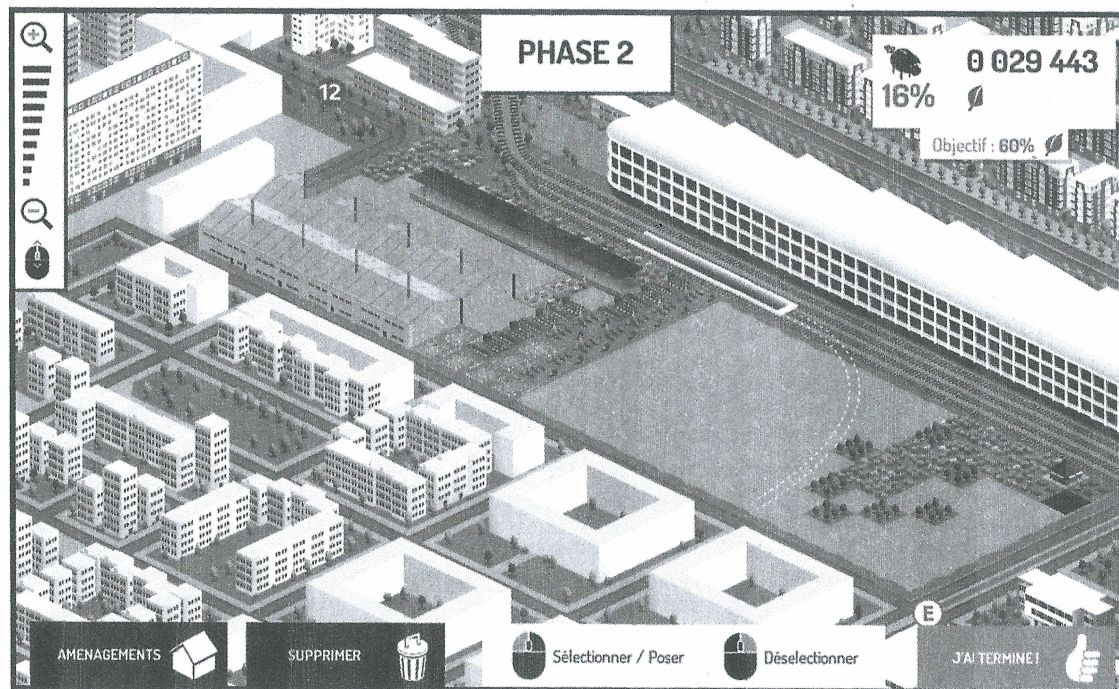 PHASE 2
0 029 443
16%
Objectif : 60%
12
E
AMENAGEMENTS
SUPPRIMER
Sélectionner / Poser
Déselectionner
J'AI TERMINE !